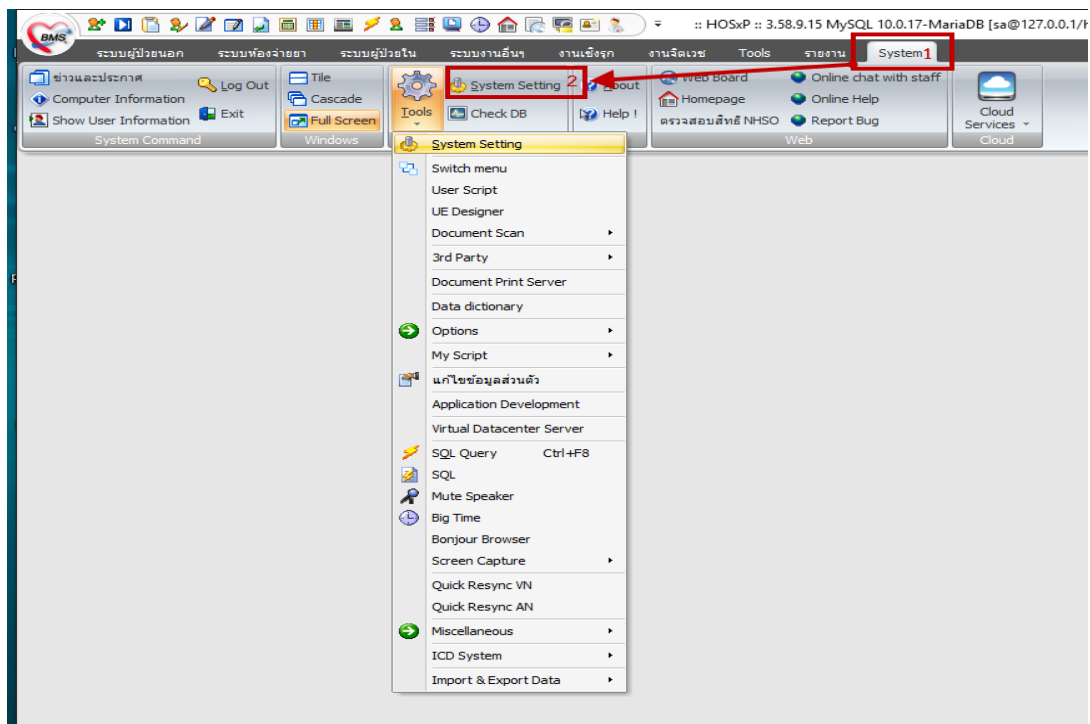 BMS
:: HOSxP :: 3.58.9.15 MySQL 10.0.17-MariaDB [sa@127.0.0.1/
ระบบผู้ป่วยนอก ระบบห้องจ่ายยา ระบบผู้ป่วยใน ระบบงานอื่นๆ งานเชิงรุก งานจิตเวช Tools รายงาน System 1
ข่าวและประกาศ Log Out Tile System Setting 2 About Web Board Online chat with staff
Computer Information Cascade Homepage Online Help
Exit Tools Check DB Help ! Cloud
Show User Information Full Screen ตรวจสอบสิทธิ์ NHSO Report Bug Services
System Command Windows Web Cloud
System Setting
Switch menu
User Script
UE Designer
Document Scan
3rd Party
Document Print Server
Data dictionary
Options
My Script
แก้ไขข้อมูลส่วนตัว
Application Development
Virtual Datacenter Server
SQL Query Ctrl+F8
SQL
Mute Speaker
Big Time
Bonjour Browser
Screen Capture
Quick Resync VN
Quick Resync AN
Miscellaneous
ICD System
Import & Export Data